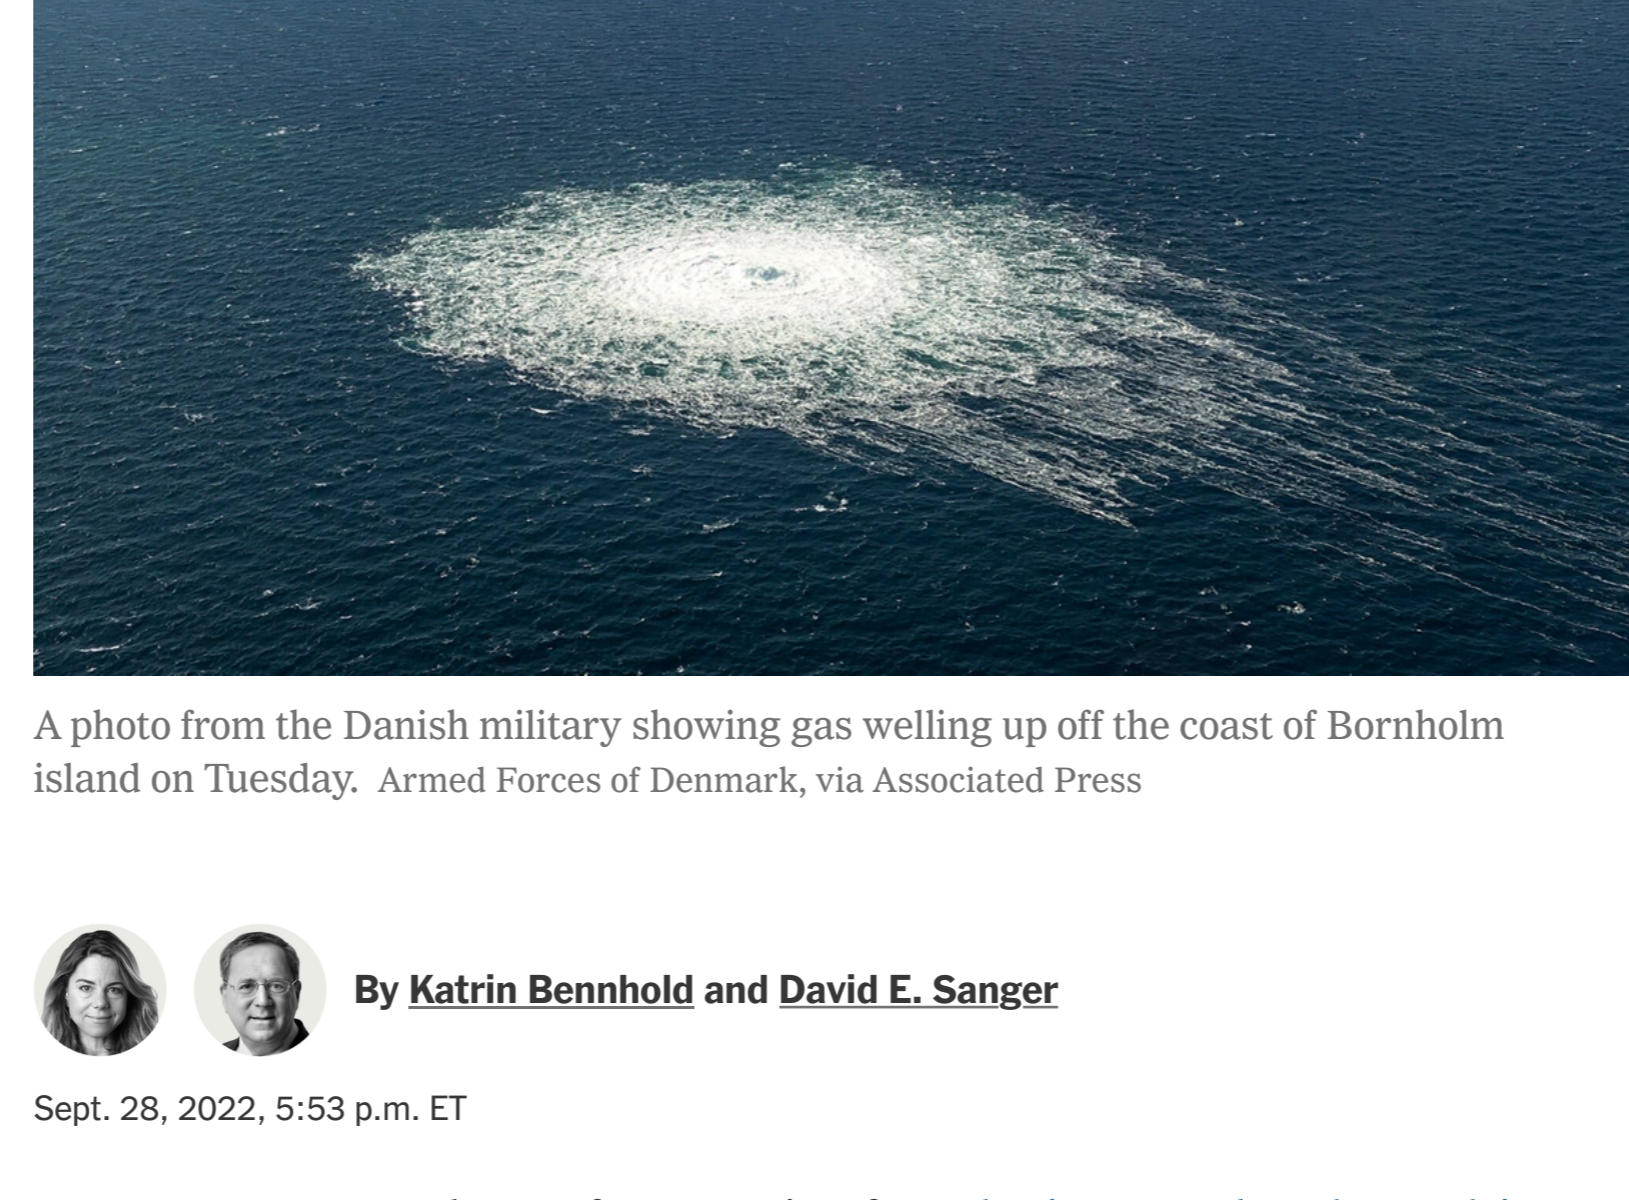 A photo from the Danish military showing gas welling up off the coast of Bornholm
island on Tuesday. Armed Forces of Denmark, via Associated Press
By Katrin Bennhold and David E. Sanger
Sept. 28, 2022, 5:53 p.m. ET